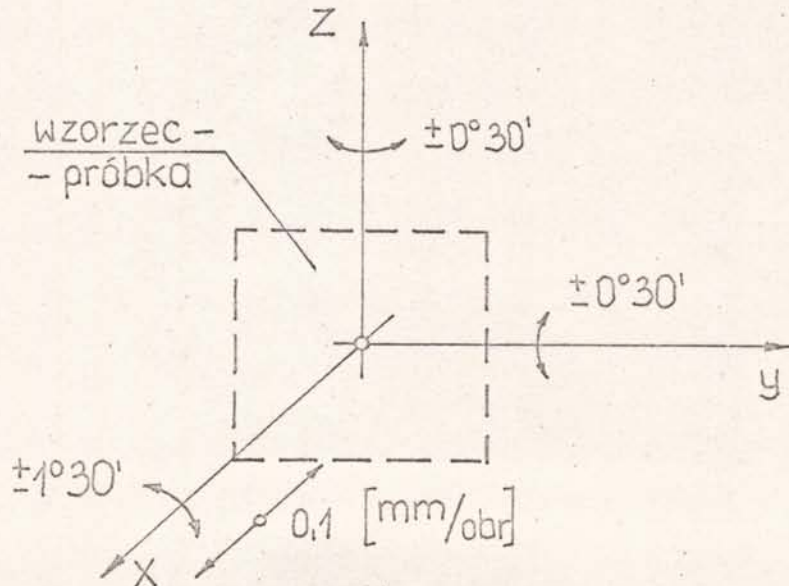 Z
wzorzec –
– próbka
±0°30'
±0°30'
y
±1°30'
0,1 [mm/obr]
X